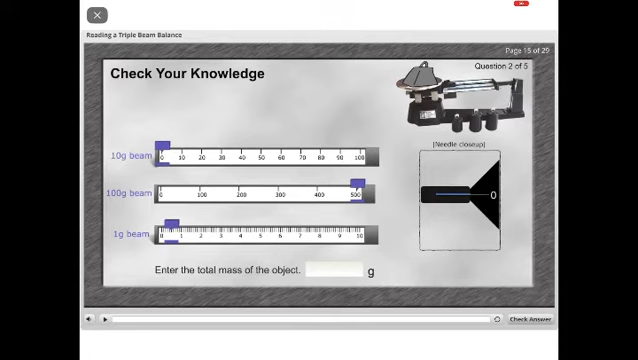 Reading a Triple Beam Balance
Page 15 of 29
Check Your Knowledge
Question 2 of 5
[Needle closeup]
10g beam
0 10 20 30 40 50 60 70 80 90 100
100g beam
0 100 200 300 400 500
0
1g beam
0 1 2 3 4 5 6 7 8 9 10
Enter the total mass of the object. g
Check Answer